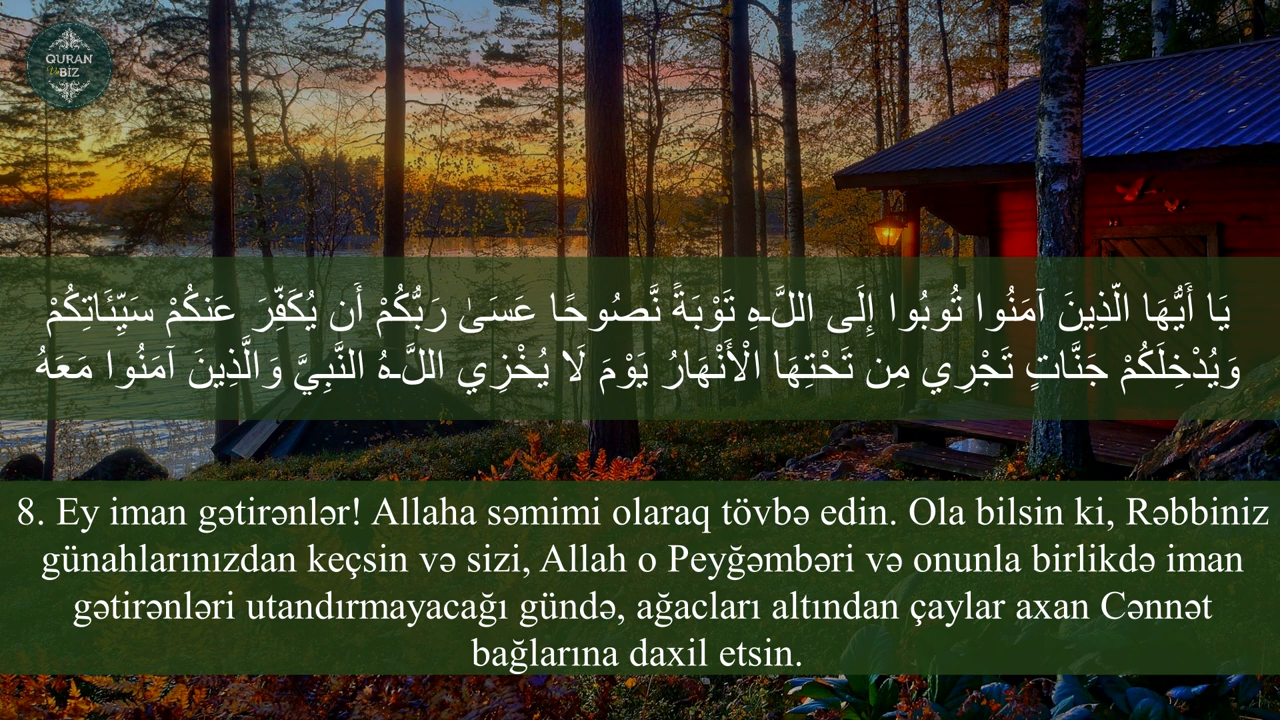 QURAN
və BİZ
يَا أَيُّهَا الَّذِينَ آمَنُوا تُوبُوا إِلَى اللَّـهِ تَوْبَةً نَّصُوحًا عَسَىٰ رَبُّكُمْ أَن يُكَفِّرَ عَنكُمْ سَيِّئَاتِكُمْ
وَيُدْخِلَكُمْ جَنَّاتٍ تَجْرِي مِن تَحْتِهَا الْأَنْهَارُ يَوْمَ لَا يُخْزِي اللَّـهُ النَّبِيَّ وَالَّذِينَ آمَنُوا مَعَهُ
8. Ey iman gətirənlər! Allaha səmimi olaraq tövbə edin. Ola bilsin ki, Rəbbiniz
günahlarınızdan keçsin və sizi, Allah o Peyğəmbəri və onunla birlikdə iman
gətirənləri utandırmayacağı gündə, ağacları altından çaylar axan Cənnət
bağlarına daxil etsin.